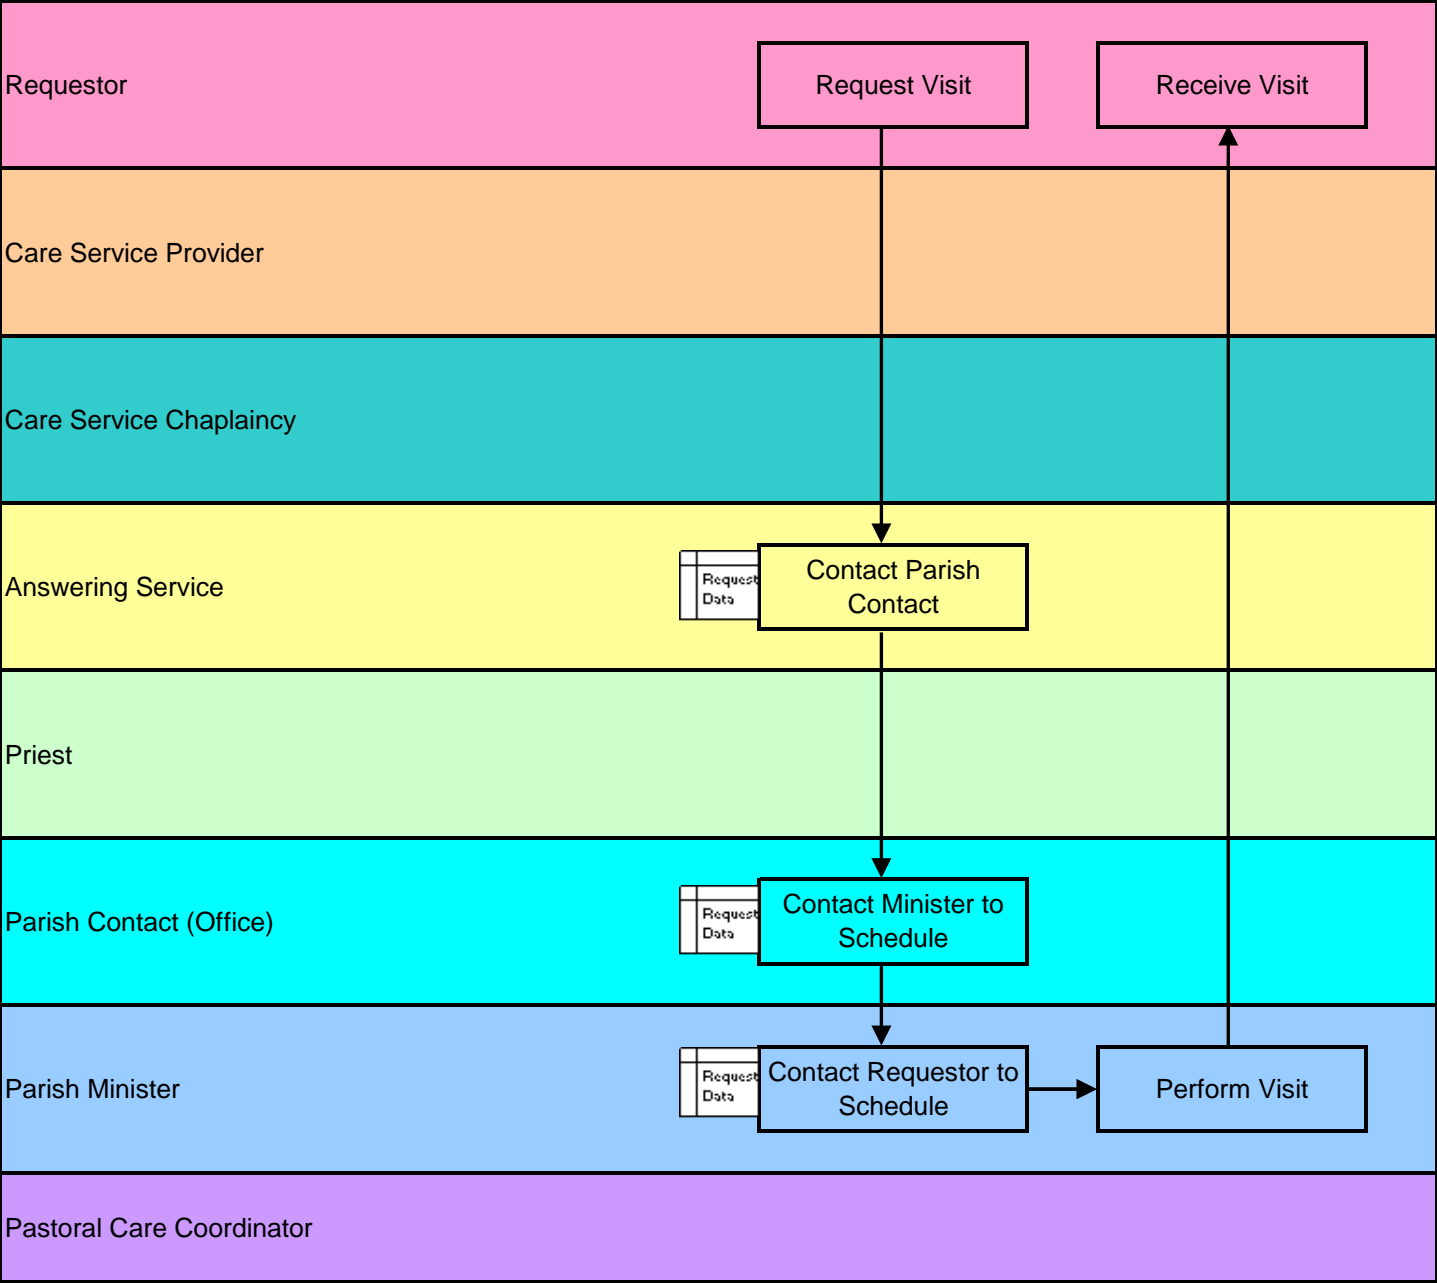 Requestor
Request Visit
Receive Visit
Care Service Provider
Care Service Chaplaincy
Answering Service
Request
Data
Contact Parish
Contact
Priest
Parish Contact (Office)
Request
Data
Contact Minister to
Schedule
Parish Minister
Request
Data
Contact Requestor to
Schedule
Perform Visit
Pastoral Care Coordinator